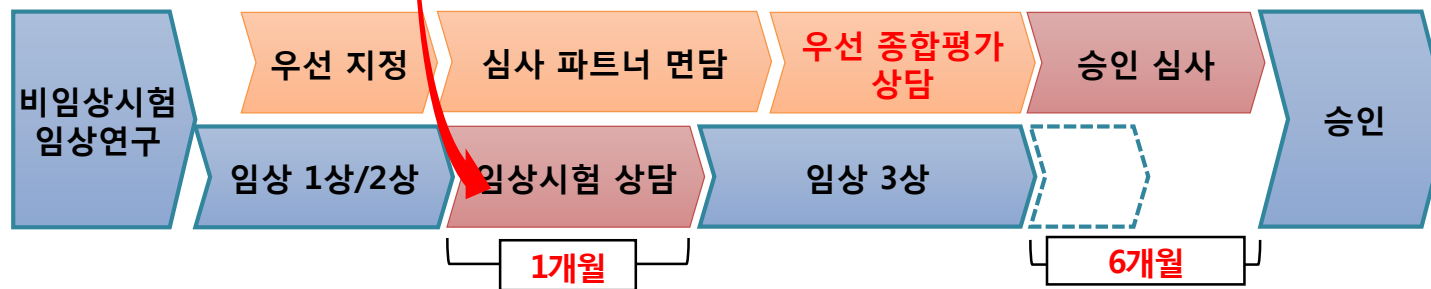 비임상시험
임상연구
우선 지정
심사 파트너 면담
우선 종합평가
상담
승인 심사
승인
임상 1상/2상
임상시험 상담
임상 3상
1개월
6개월